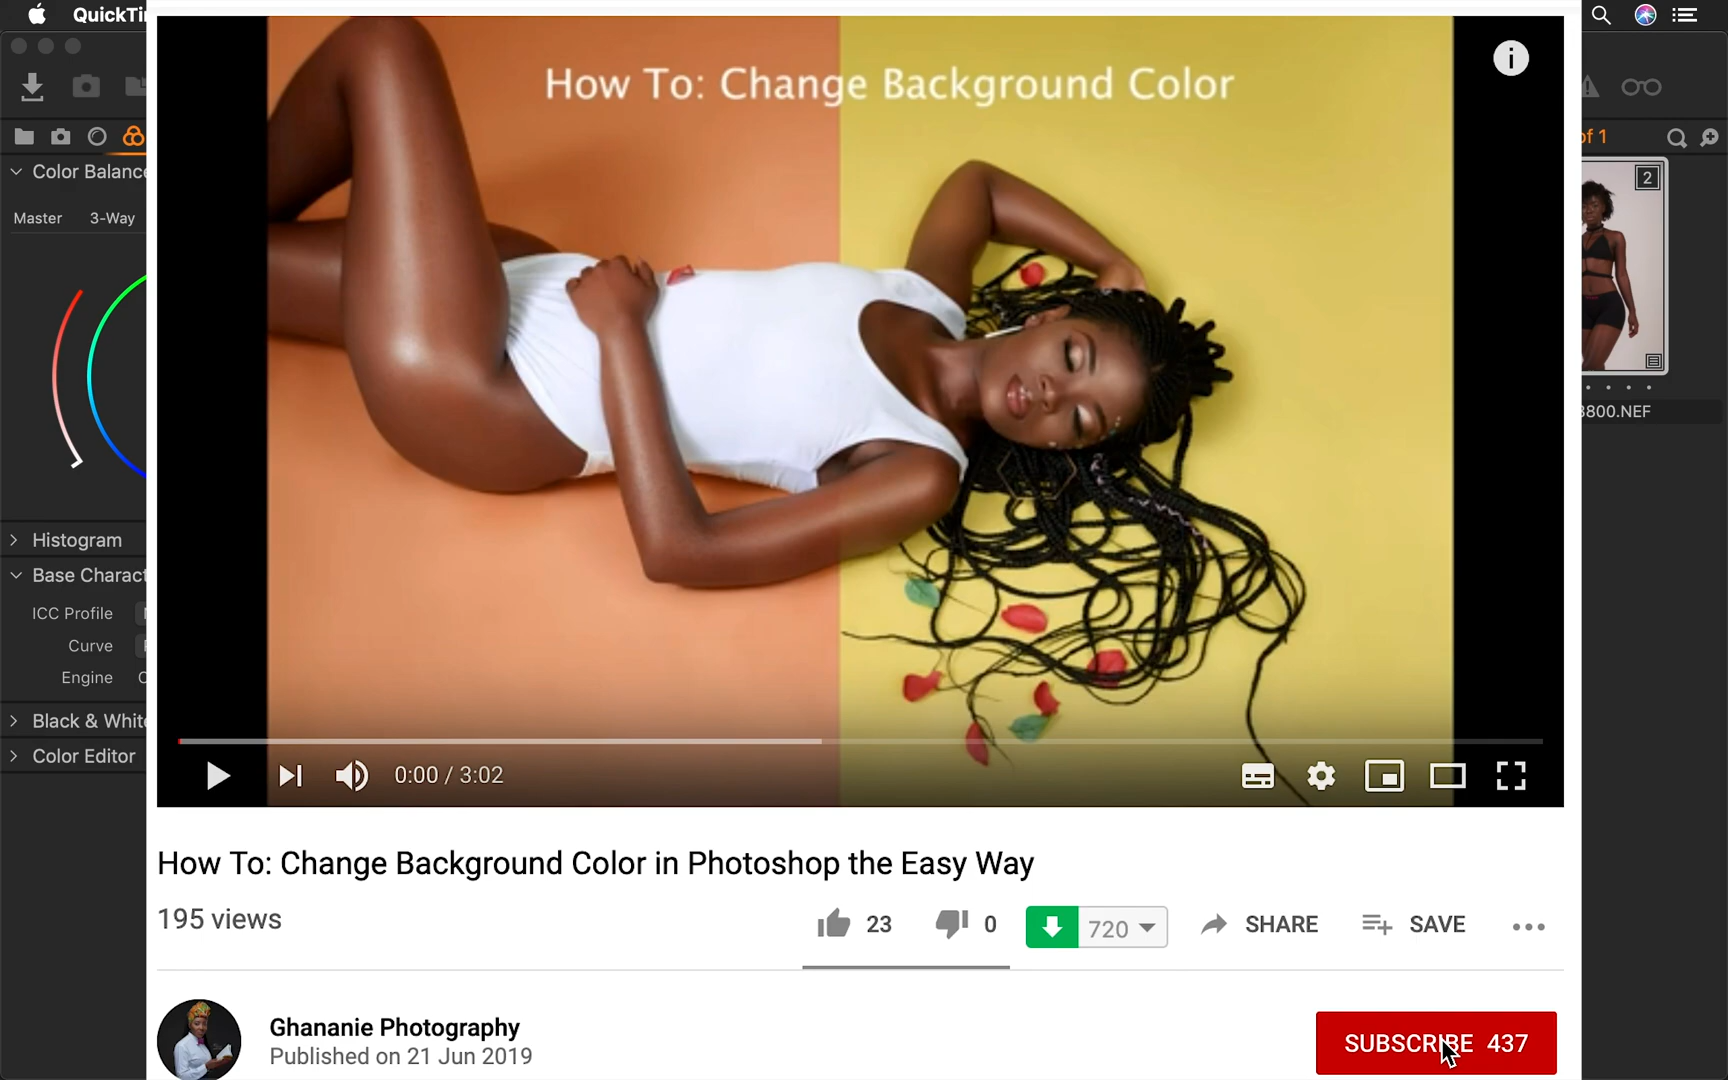 QuickTi
Color Balanc
Master 3-Way
Histogram
Base Charact
ICC Profile
Curve
Engine
Black & White
Color Editor
How To: Change Background Color
0:00 / 3:02
How To: Change Background Color in Photoshop the Easy Way
195 views
23 0 720 SHARE SAVE
Ghananie Photography
Published on 21 Jun 2019
SUBSCRIBE 437
of 1
2
3800.NEF